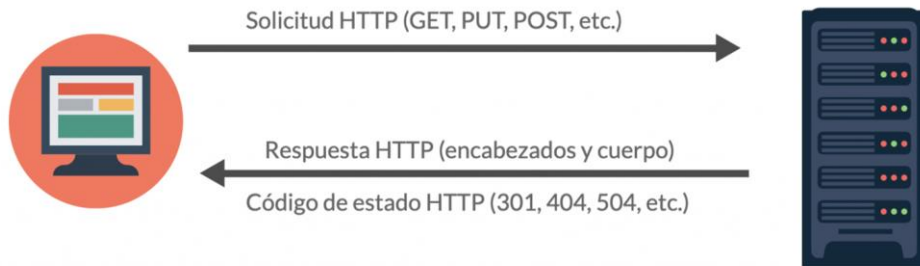 Solicitud HTTP (GET, PUT, POST, etc.)
Respuesta HTTP (encabezados y cuerpo)
Código de estado HTTP (301, 404, 504, etc.)